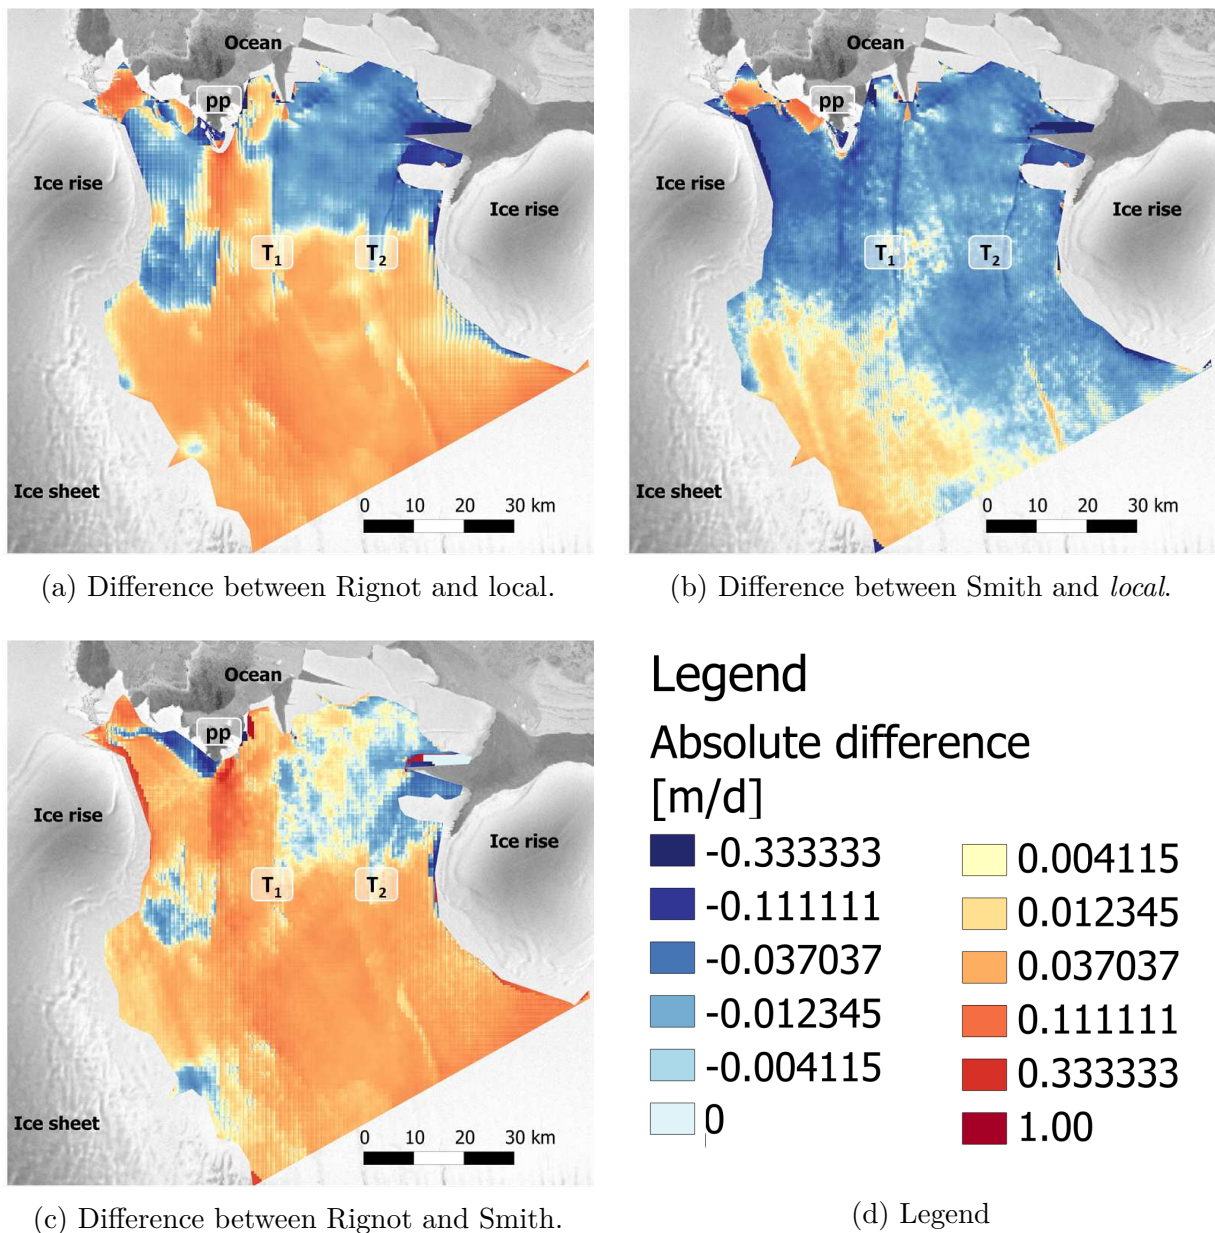 Ocean
pp
Ice rise
Ice rise
T1
T2
Ice sheet
0 10 20 30 km
(a) Difference between Rignot and local.
Ocean
pp
Ice rise
Ice rise
T1
T2
Ice sheet
0 10 20 30 km
(b) Difference between Smith and local.
Ocean
pp
Ice rise
Ice rise
T1
T2
Ice sheet
0 10 20 30 km
(c) Difference between Rignot and Smith.
Legend
Absolute difference
[m/d]
-0.333333
-0.111111
-0.037037
-0.012345
-0.004115
0
0.004115
0.012345
0.037037
0.111111
0.333333
1.00
(d) Legend